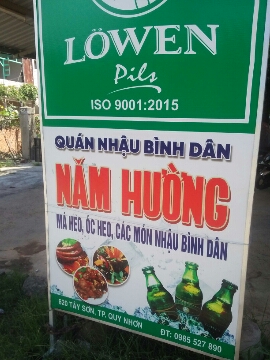 LÖWEN
Pils
ISO 9001:2015
QUÁN NHẬU BÌNH DÂN
NĂM HƯỜNG
MÁ HEO, ÓC HEO, CÁC MÓN NHẬU BÌNH DÂN
820 TÂY SƠN, TP. QUY NHƠN
ĐT: 0985 527 890